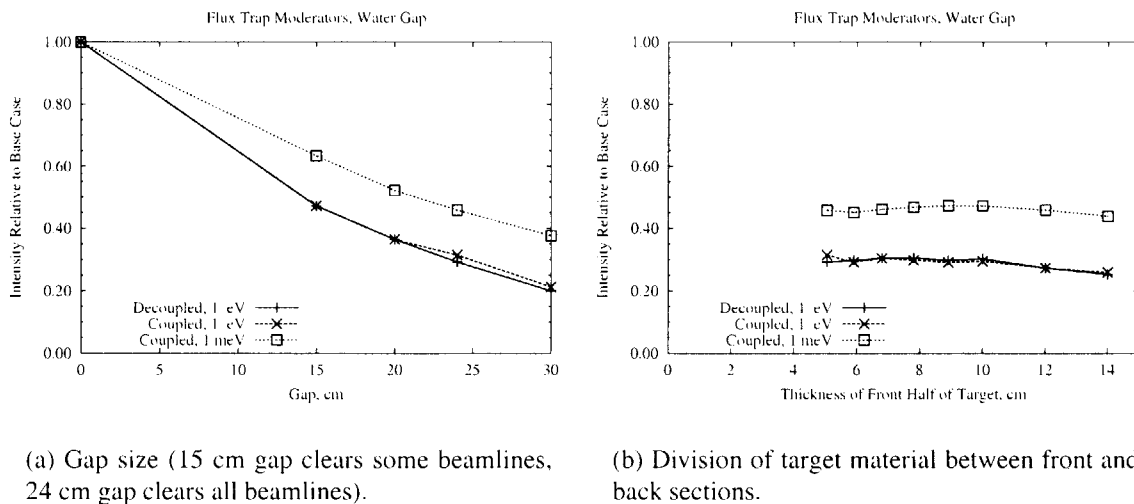 Flux Trap Moderators, Water Gap
Intensity Relative to Base Case
1.00
0.80
0.60
0.40
0.20
0.00
Decoupled, 1 eV
Coupled, 1 eV
Coupled, 1 meV
0
5
10
15
20
25
30
Gap, cm
(a) Gap size (15 cm gap clears some beamlines,
24 cm gap clears all beamlines).
Flux Trap Moderators, Water Gap
Intensity Relative to Base Case
1.00
0.80
0.60
0.40
0.20
0.00
Decoupled, 1 eV
Coupled, 1 eV
Coupled, 1 meV
0
2
4
6
8
10
12
14
Thickness of Front Half of Target, cm
(b) Division of target material between front and
back sections.